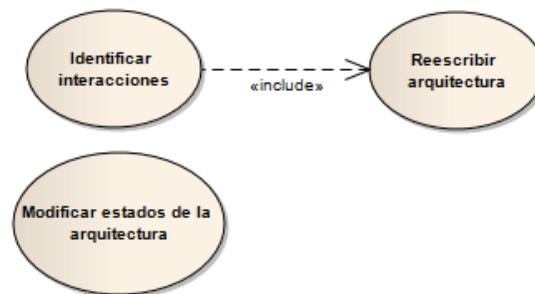 Identificar
interacciones
«include»
Reescribir
arquitectura
Modificar estados de la
arquitectura